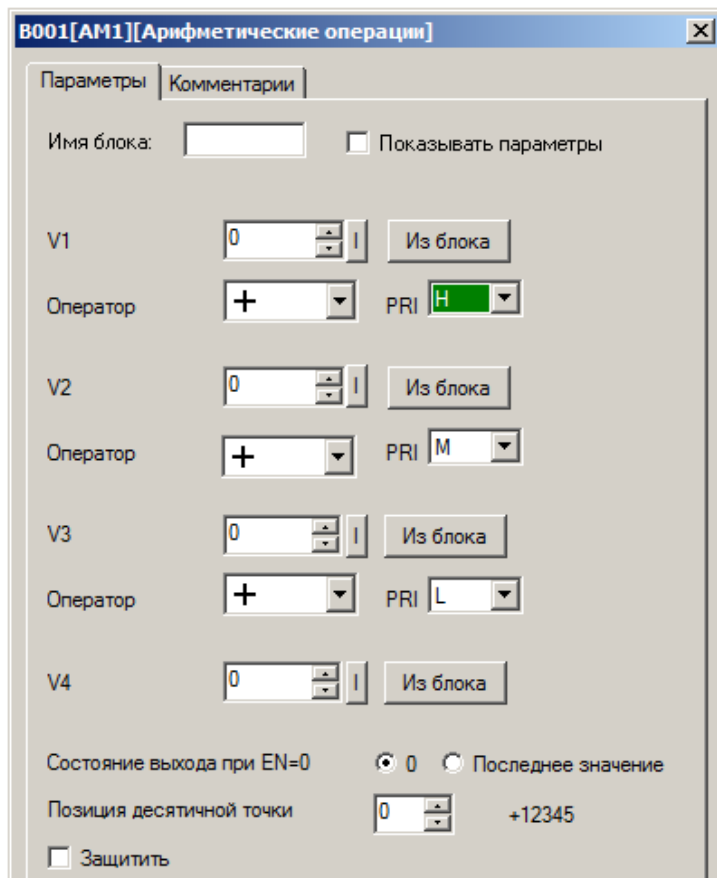 B001[AM1][Арифметические операции]
Параметры Комментарии
Имя блока: Показывать параметры
V1 0 I Из блока
Оператор + PRI H
V2 0 I Из блока
Оператор + PRI M
V3 0 I Из блока
Оператор + PRI L
V4 0 I Из блока
Состояние выхода при EN=0 0 Последнее значение
Позиция десятичной точки 0 +12345
Защитить